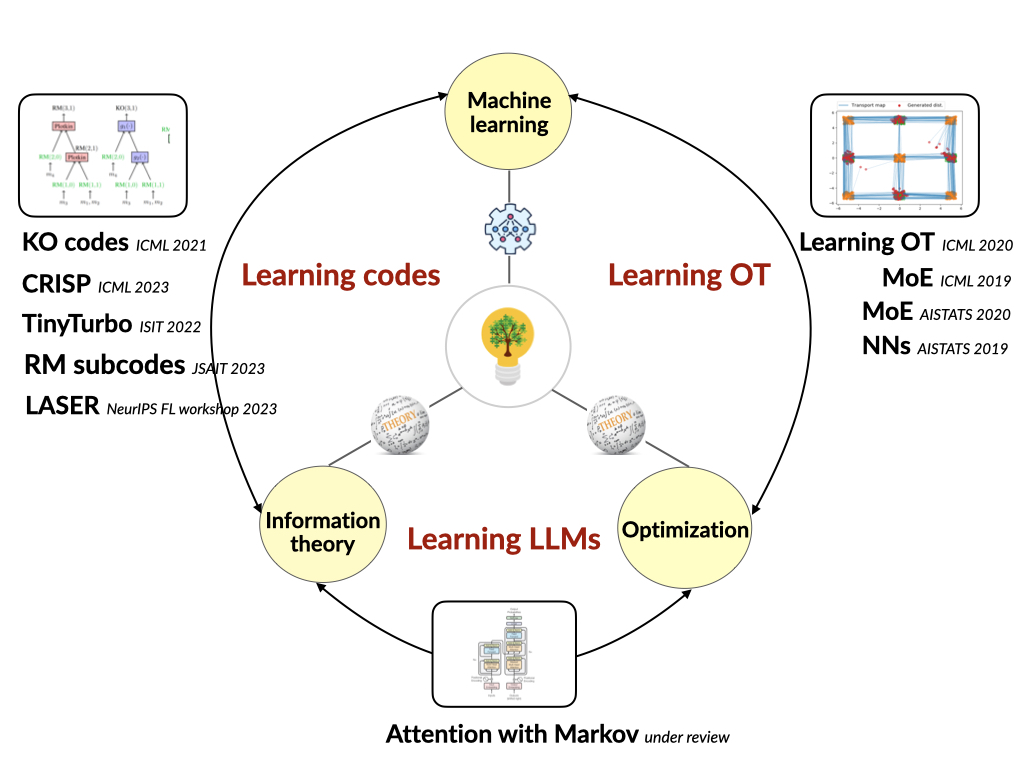 Machine
learning
RM(3,1)
KO(3,1)
Plotkin
RM(2,1)
RM(2,0)
Plotkin
RM(2,0)
RM(1,0)
RM(1,1)
RM(1,0)
RM(1,1)
Transport map
Generated dist.
KO codes ICML 2021
CRISP ICML 2023
TinyTurbo ISIT 2022
RM subcodes JSAIT 2023
LASER NeurIPS FL workshop 2023
Learning codes
Learning OT
Learning OT ICML 2020
MoE ICML 2019
MoE AISTATS 2020
NNs AISTATS 2019
THEORY
THEORY
Information
theory
Learning LLMs
Optimization
Attention with Markov under review